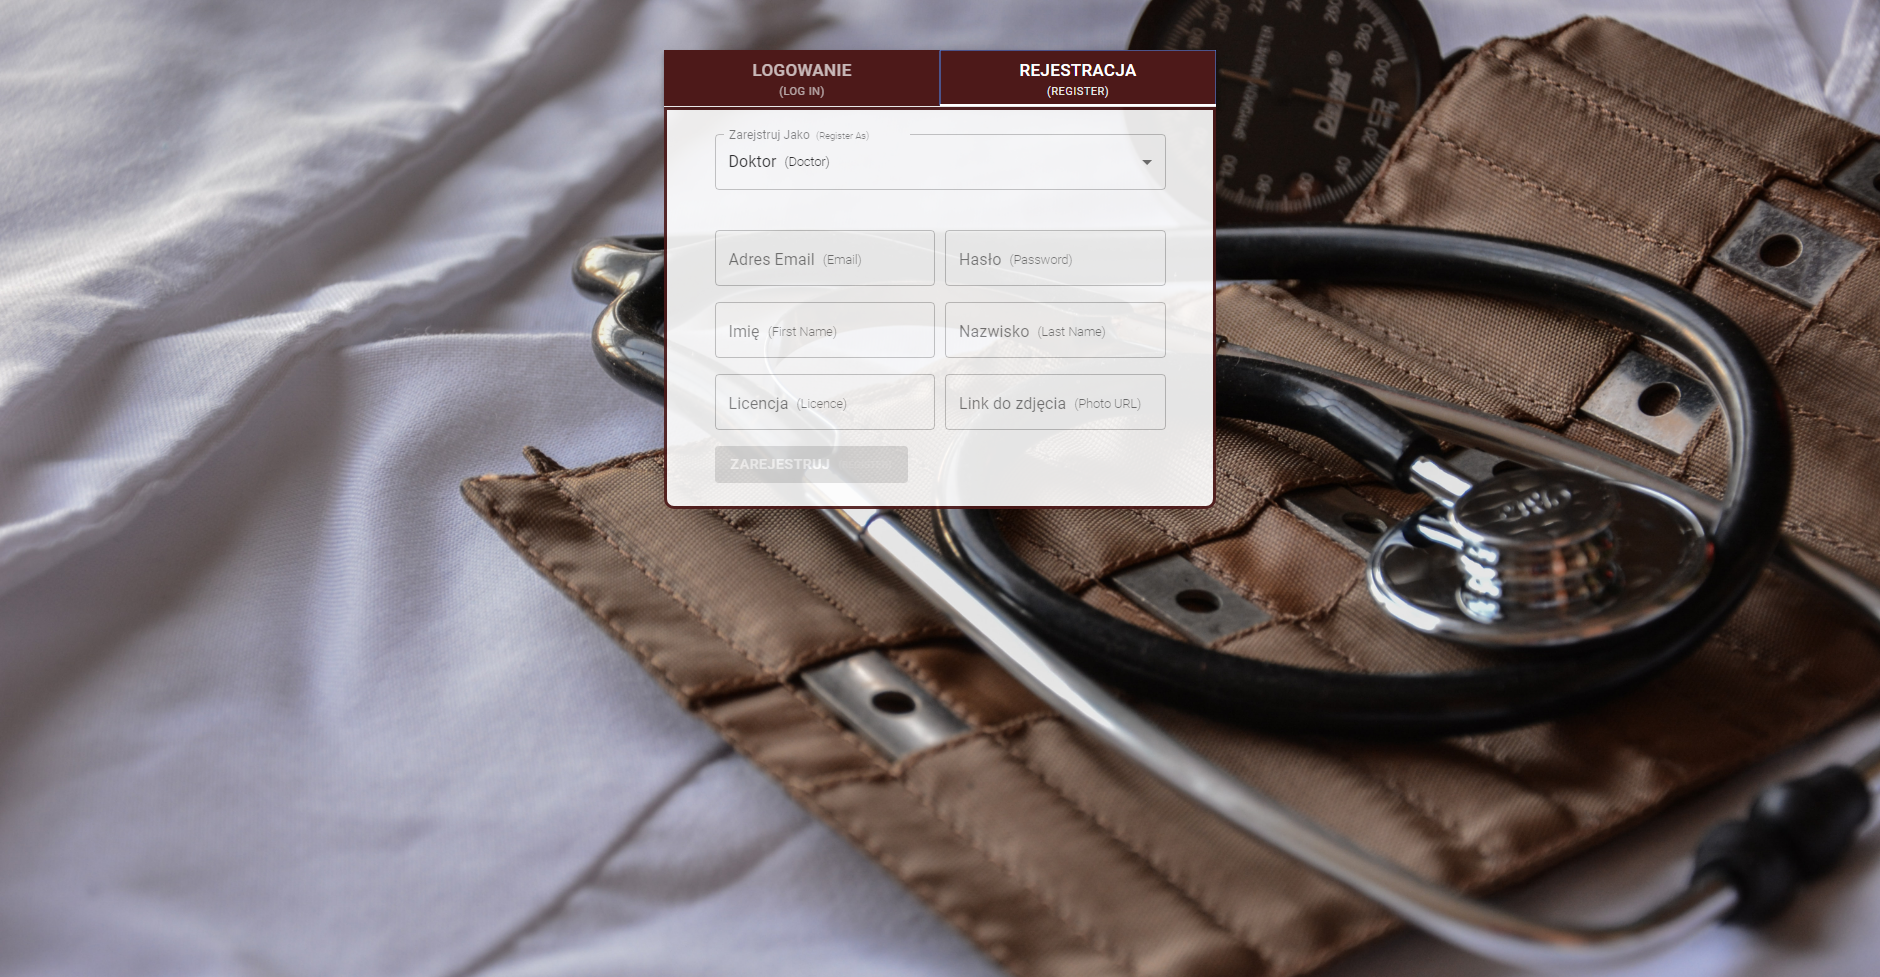 LOGOWANIE
(LOG IN)
REJESTRACJA
(REGISTER)
Zarejstruj Jako (Register As)
Doktor (Doctor)
Adres Email (Email)
Hasło (Password)
Imię (First Name)
Nazwisko (Last Name)
Licencja (Licence)
Link do zdjęcia (Photo URL)
ZAREJESTRUJ